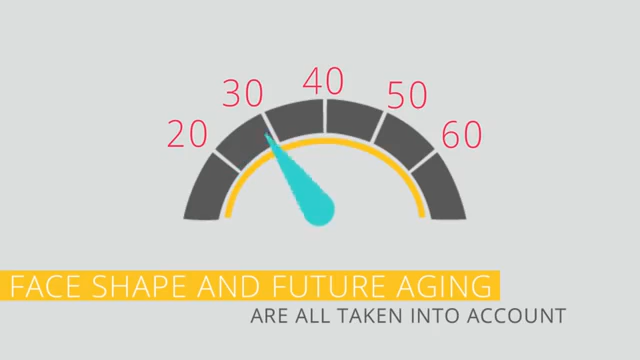 20 30 40 50 60
FACE SHAPE AND FUTURE AGING
ARE ALL TAKEN INTO ACCOUNT